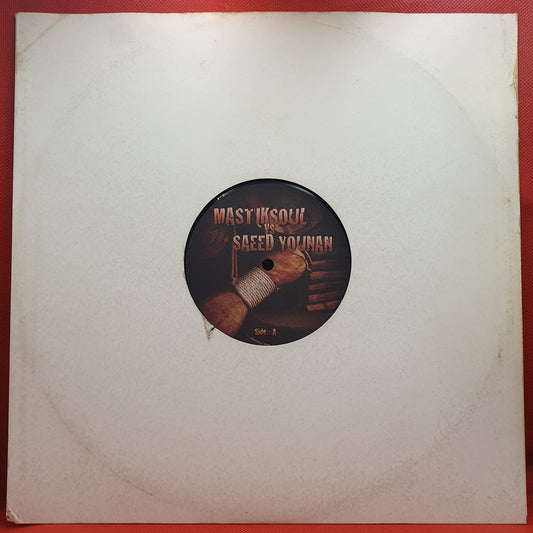 MASTIKSOUL
VS
SAEED YOUNAN
Side - A